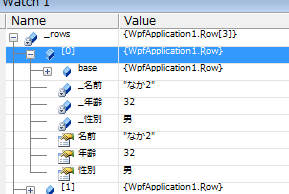 Watch 1
Name Value
_rows {WpfApplication1.Row[3]}
[0] {WpfApplication1.Row}
base {WpfApplication1.Row}
_名前 "なか2"
_年齢 32
_性別 男
名前 "なか2"
年齢 32
性別 男
[1] {WpfApplication1.Row}